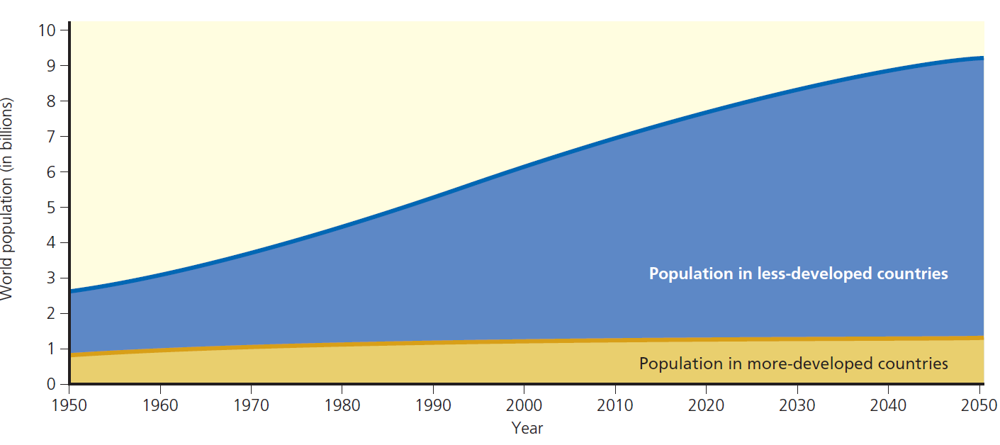 World population (in billions)
10
9
8
7
6
5
4
3
2
1
0
Population in less-developed countries
Population in more-developed countries
1950 1960 1970 1980 1990 2000 2010 2020 2030 2040 2050
Year